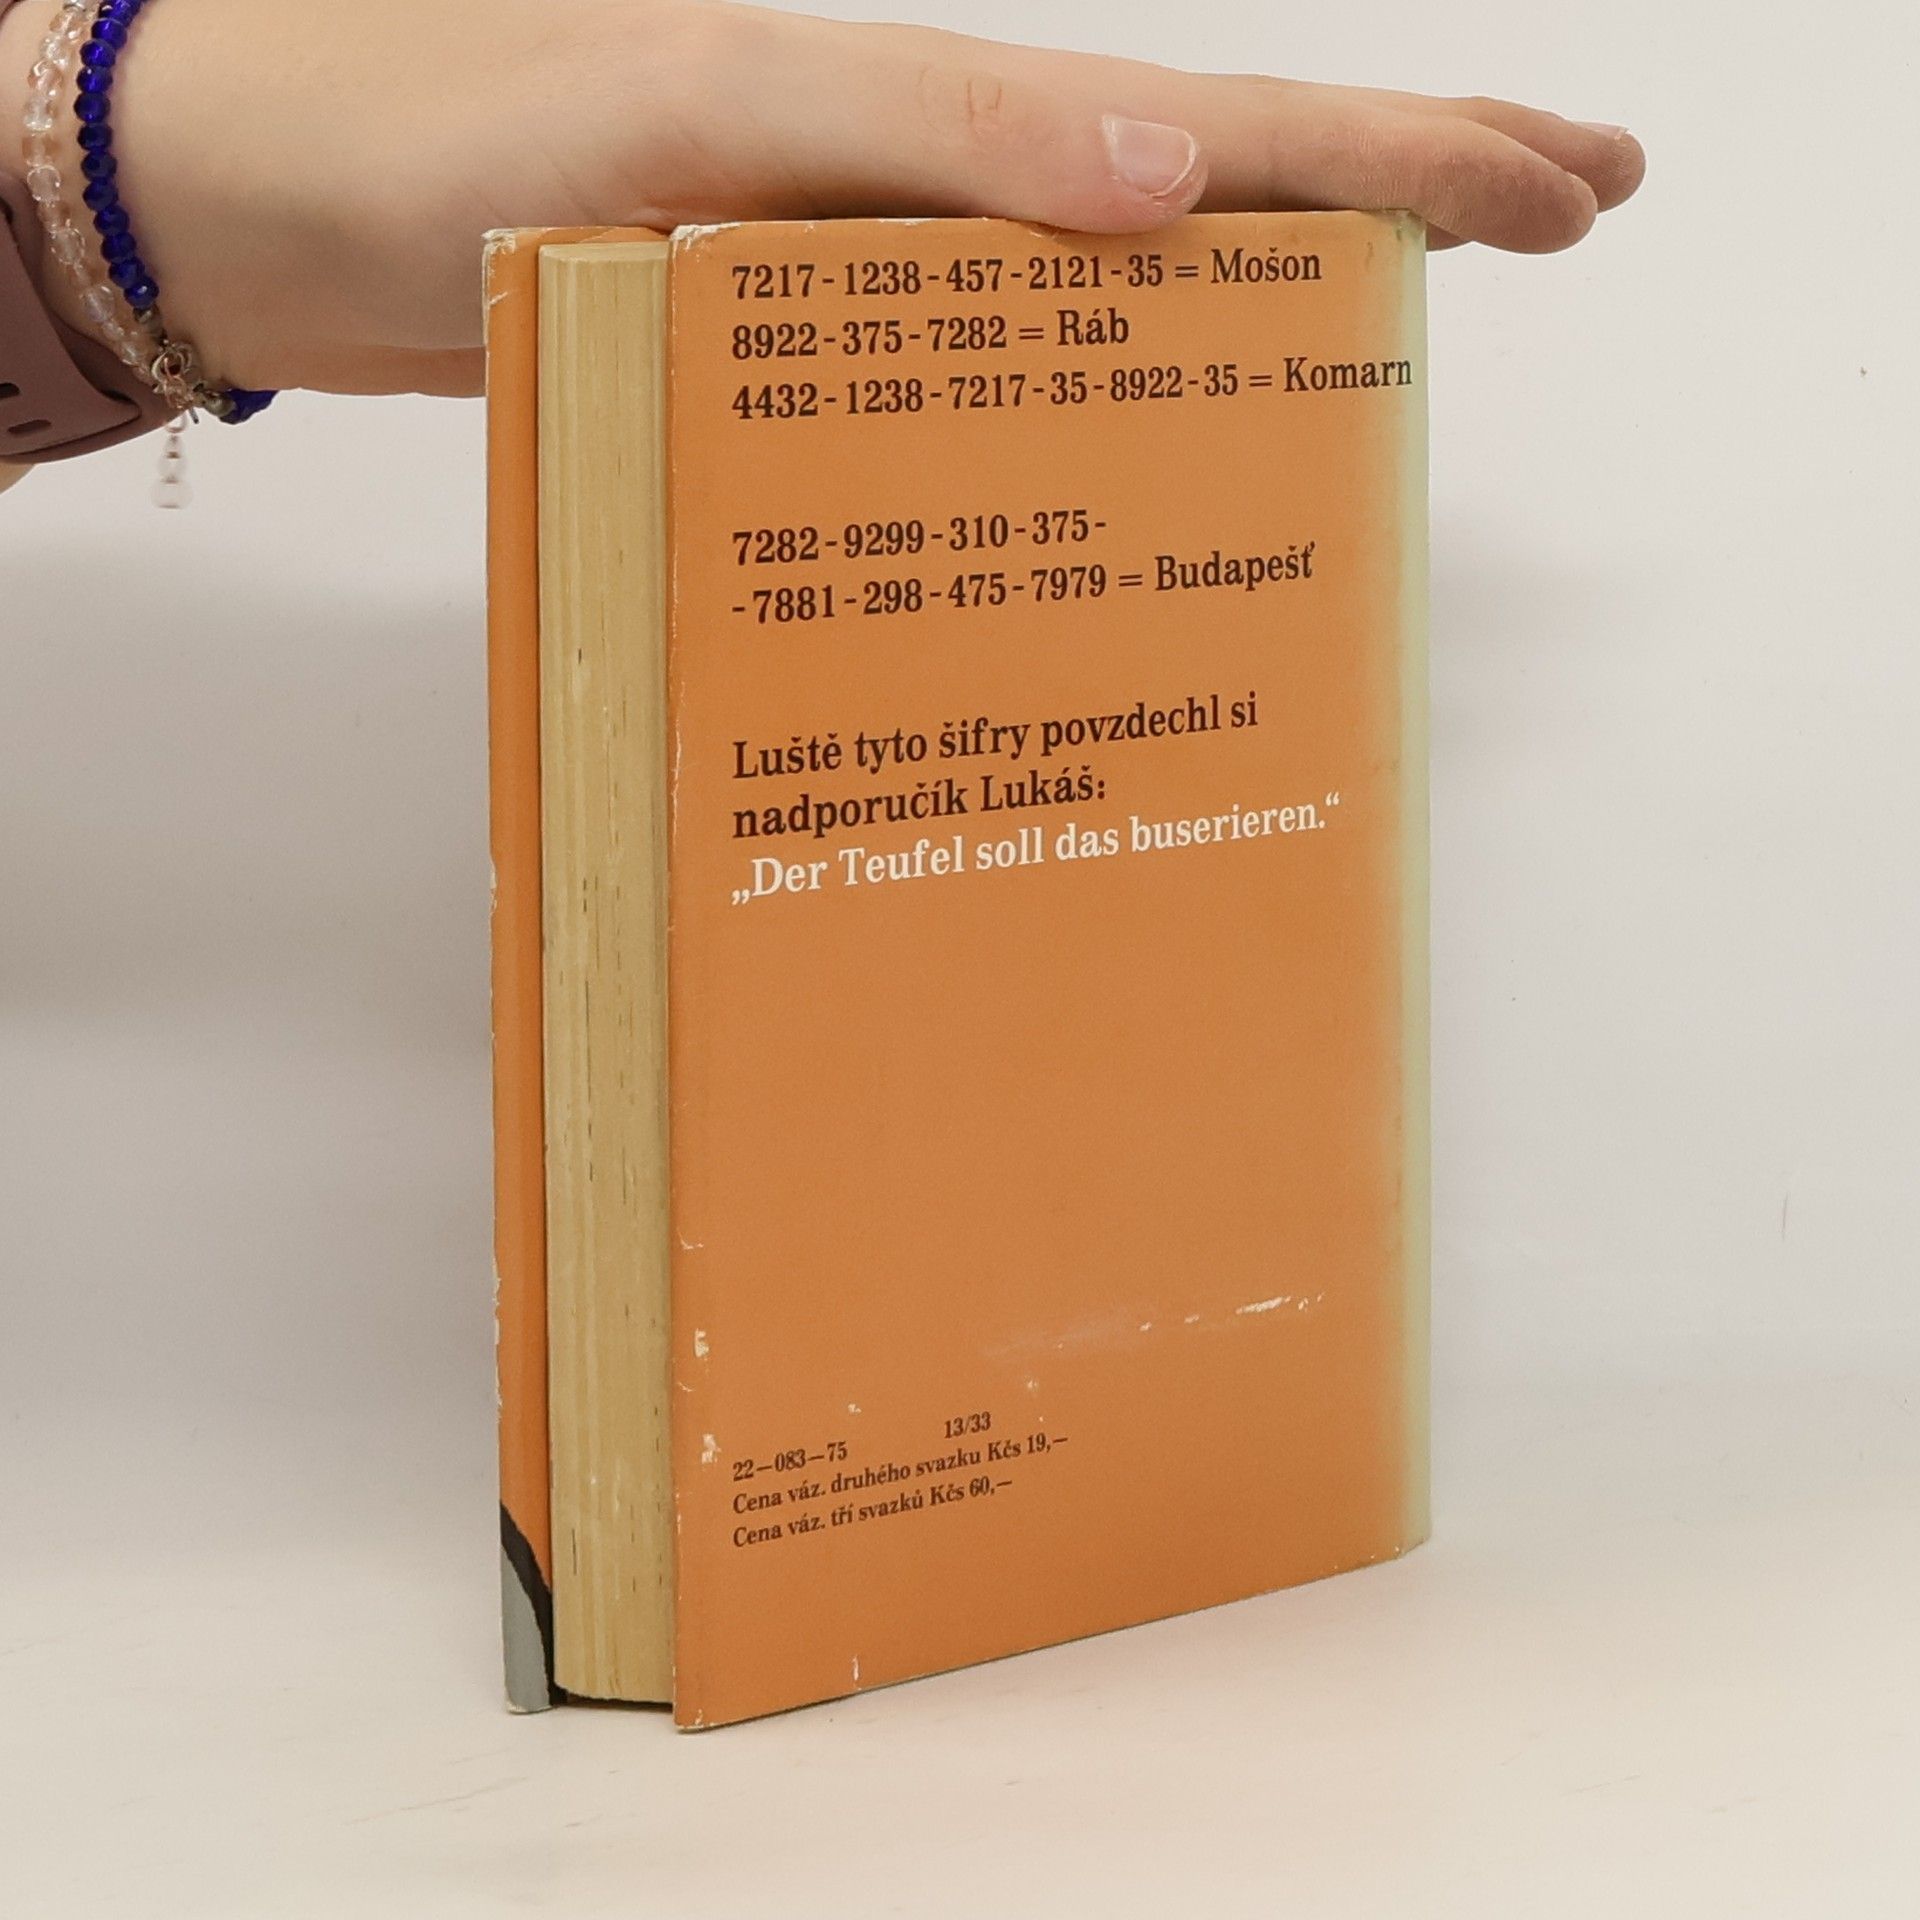 7217-1238-457-2121-35 = Mošon
8922-375-7282 = Ráb
4432-1238-7217-35-8922-35 = Komarn
7282-9299-310-375-
-7881-298-475-7979 = Budapešť
Luště tyto šifry povzdechl si
nadporučík Lukáš:
„Der Teufel soll das buserieren.“
22—083—75 13/33
Cena váz. druhého svazku Kčs 19,—
Cena váz. tří svazků Kčs 60,—